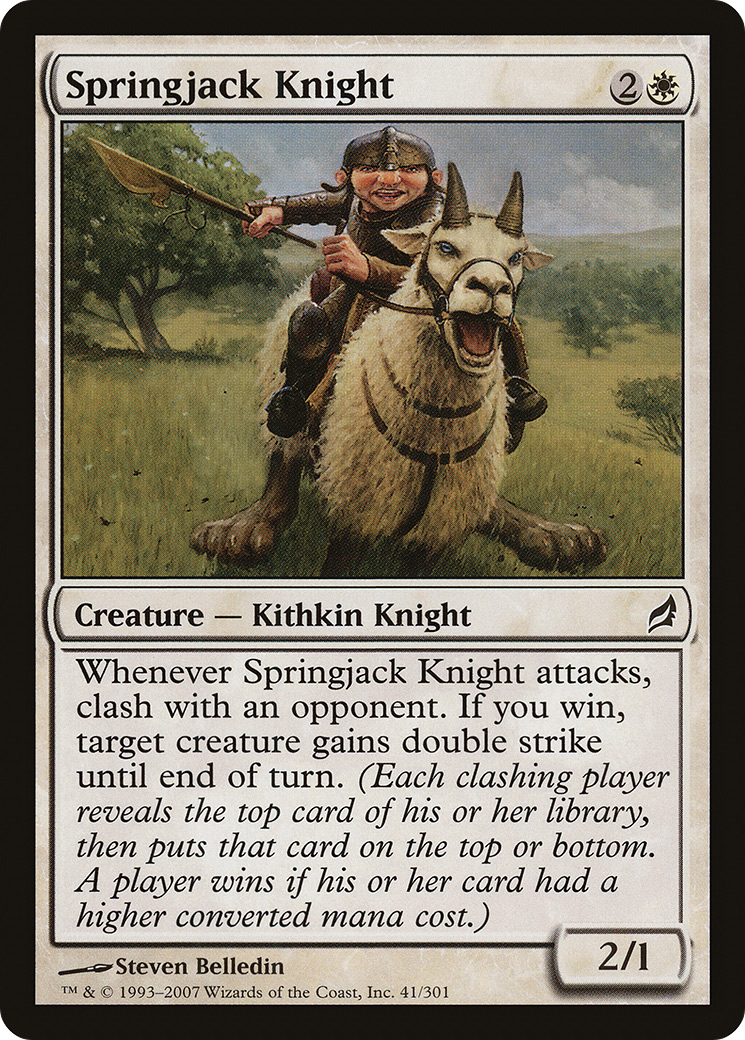 Springjack Knight 2
Creature — Kithkin Knight
Whenever Springjack Knight attacks,
clash with an opponent. If you win,
target creature gains double strike
until end of turn. (Each clashing player
reveals the top card of his or her library,
then puts that card on the top or bottom.
A player wins if his or her card had a
higher converted mana cost.)
2/1
Steven Belledin
™ & © 1993–2007 Wizards of the Coast, Inc. 41/301